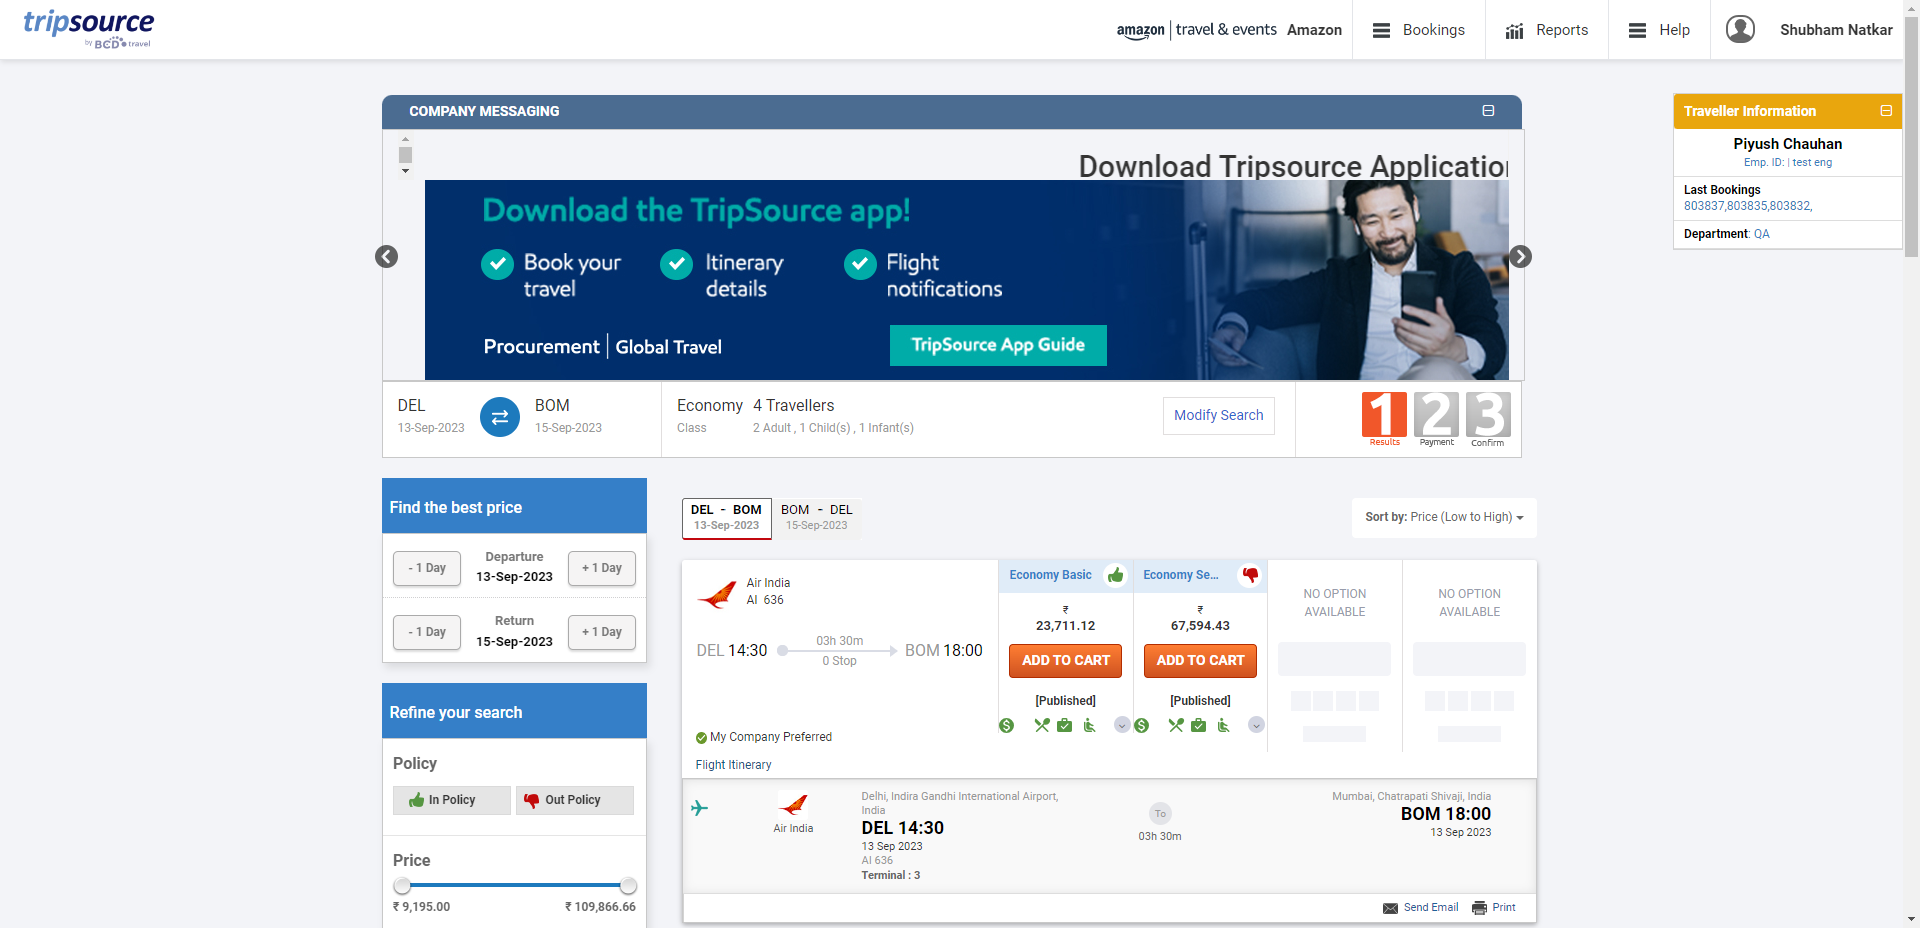 tripsource
by BCD travel
amazon travel & events Amazon
Bookings
Reports
Help
Shubham Natkar
COMPANY MESSAGING
Download Tripsource Application
Download the TripSource app!
Book your travel
Itinerary details
Flight notifications
Procurement | Global Travel
TripSource App Guide
Traveller Information
Piyush Chauhan
Emp. ID: | test eng
Last Bookings
803837,803835,803832,
Department: QA
DEL
13-Sep-2023
BOM
15-Sep-2023
Economy
Class
4 Travellers
2 Adult , 1 Child(s) , 1 Infant(s)
Modify Search
1 Results
2 Payment
3 Confirm
Find the best price
- 1 Day
Departure
13-Sep-2023
+ 1 Day
- 1 Day
Return
15-Sep-2023
+ 1 Day
Refine your search
Policy
In Policy
Out Policy
Price
₹ 9,195.00
₹ 109,866.66
DEL - BOM
13-Sep-2023
BOM - DEL
15-Sep-2023
Sort by: Price (Low to High)
Air India
AI 636
DEL 14:30
03h 30m
0 Stop
BOM 18:00
My Company Preferred
Flight Itinerary
Economy Basic
₹
23,711.12
ADD TO CART
[Published]
Economy Se...
₹
67,594.43
ADD TO CART
[Published]
NO OPTION
AVAILABLE
NO OPTION
AVAILABLE
Air India
Delhi, Indira Gandhi International Airport,
India
DEL 14:30
13 Sep 2023
AI 636
Terminal : 3
To
03h 30m
Mumbai, Chatrapati Shivaji, India
BOM 18:00
13 Sep 2023
Send Email
Print